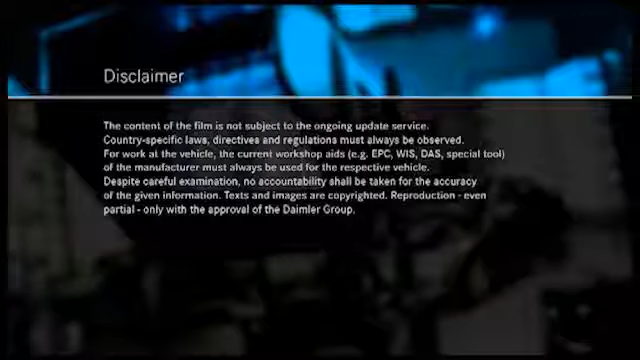 Disclaimer
The content of the film is not subject to the ongoing update service.
Country-specific laws, directives and regulations must always be observed.
For work at the vehicle, the current workshop aids (e.g. EPC, WIS, DAS, special tool)
of the manufacturer must always be used for the respective vehicle.
Despite careful examination, no accountability shall be taken for the accuracy
of the given information. Texts and images are copyrighted. Reproduction - even
partial - only with the approval of the Daimler Group.